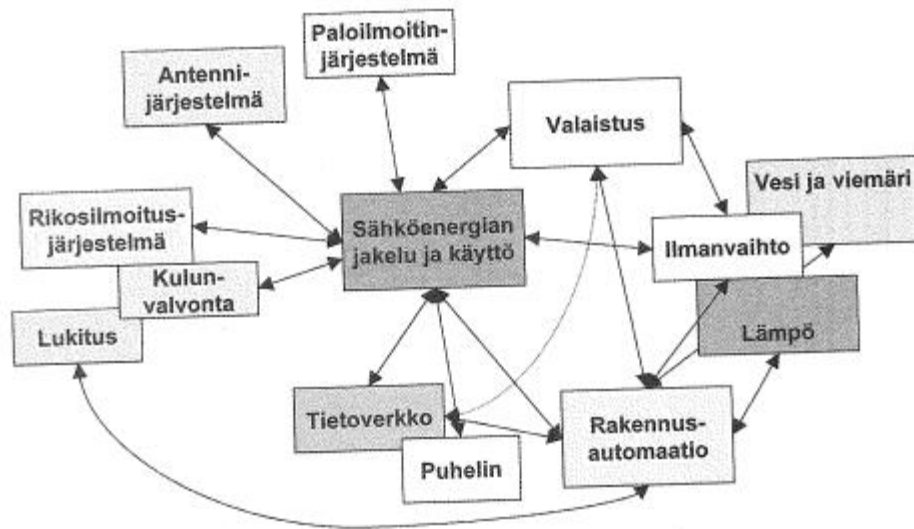 Paloilmoitin-
järjestelmä
Antenni-
järjestelmä
Valaistus
Vesi ja viemäri
Rikosilmoitus-
järjestelmä
Sähköenergian
jakelu ja käyttö
Ilmanvaihto
Kulun-
valvonta
Lukitus
Lämpö
Tietoverkko
Puhelin
Rakennus-
automaatio